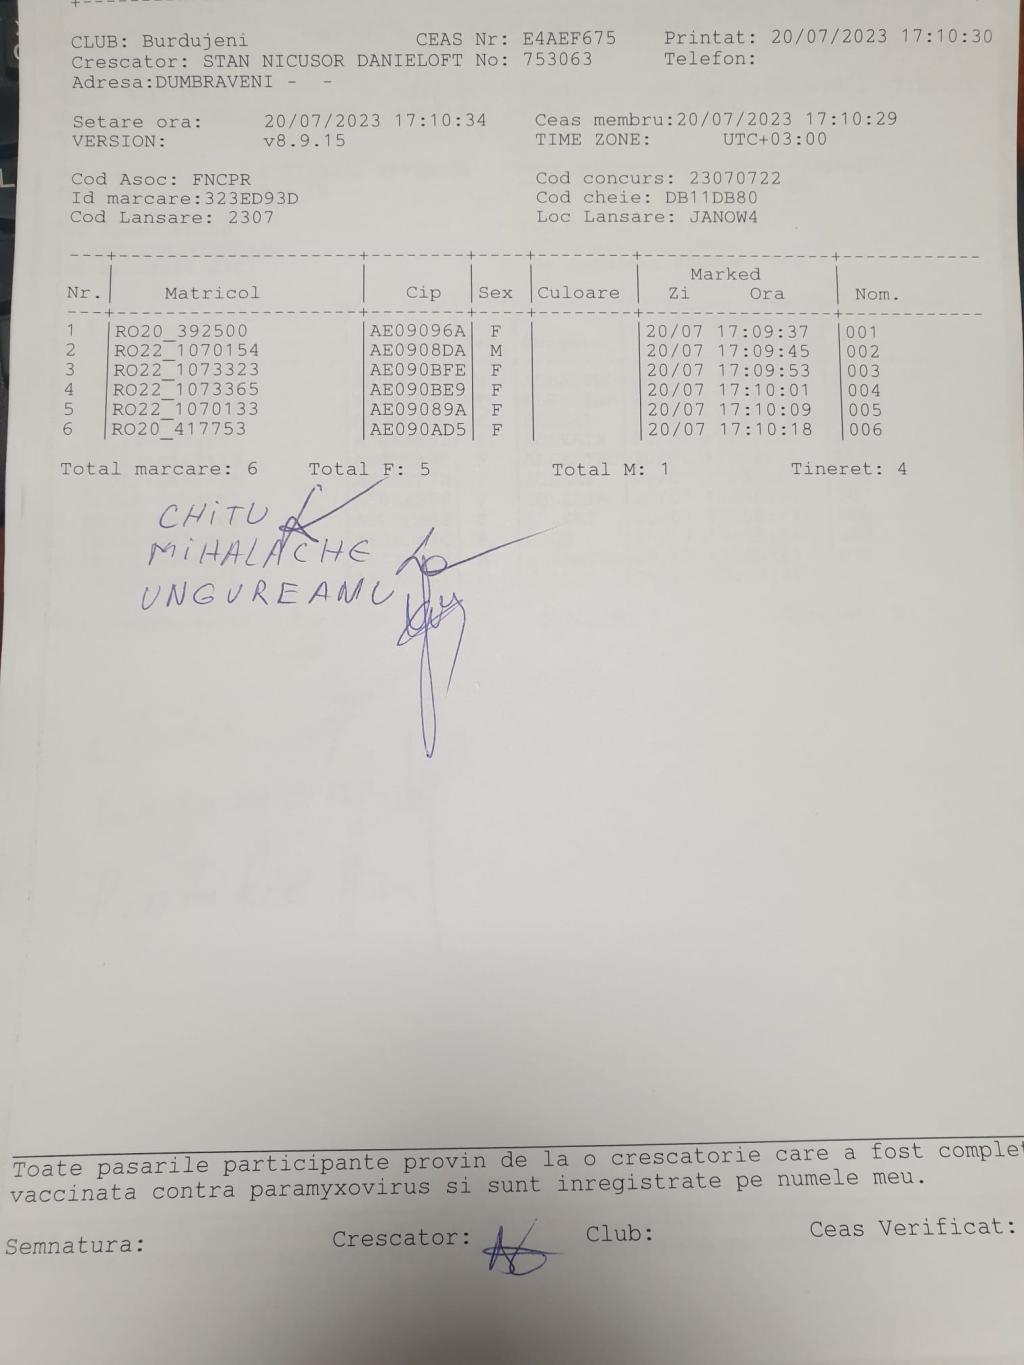 CLUB: Burdujeni CEAS Nr: E4AEF675 Printat: 20/07/2023 17:10:30
Crescator: STAN NICUSOR DANIELOFT No: 753063 Telefon:
Adresa:DUMBRAVENI - -
Setare ora: 20/07/2023 17:10:34 Ceas membru:20/07/2023 17:10:29
VERSION: v8.9.15 TIME ZONE: UTC+03:00
Cod Asoc: FNCPR Cod concurs: 23070722
Id marcare:323ED93D Cod cheie: DB11DB80
Cod Lansare: 2307 Loc Lansare: JANOW4
Marked
Nr. Matricol Cip Sex Culoare Zi Ora Nom.
1 RO20_392500 AE09096A F 20/07 17:09:37 001
2 RO22_1070154 AE0908DA M 20/07 17:09:45 002
3 RO22_1073323 AE090BFE F 20/07 17:09:53 003
4 RO22_1073365 AE090BE9 F 20/07 17:10:01 004
5 RO22_1070133 AE09089A F 20/07 17:10:09 005
6 RO20_417753 AE090AD5 F 20/07 17:10:18 006
Total marcare: 6 Total F: 5 Total M: 1 Tineret: 4
CHITU
MIHALACHE
UNGUREANU
Toate pasarile participante provin de la o crescatorie care a fost complet
vaccinata contra paramyxovirus si sunt inregistrate pe numele meu.
Semnatura: Crescator: Club: Ceas Verificat: